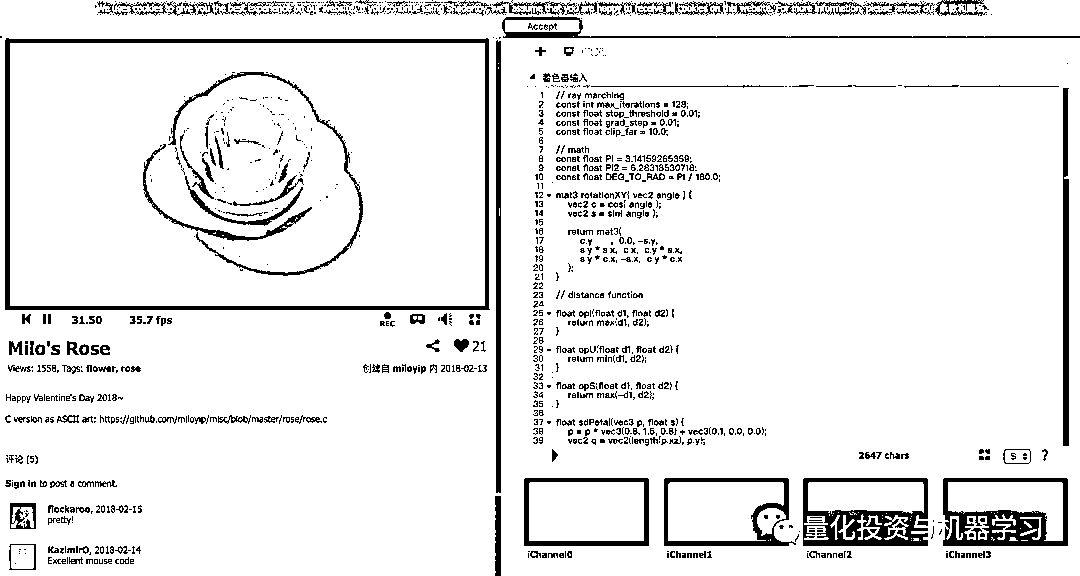 Accept
着色器输入
1 // ray marching
2 const int max_iterations = 128;
3 const float stop_threshold = 0.01;
4 const float grad_step = 0.01;
5 const float clip_far = 10.0;
6
7 // math
8 const float PI = 3.14159265359;
9 const float PI2 = 6.28318530718;
10 const float DEG_TO_RAD = PI / 180.0;
11
12 mat3 rotationXY( vec2 angle ) {
13 vec2 c = cos( angle );
14 vec2 s = sin( angle );
15
16 return mat3(
17 c.y , 0.0, -s.y,
18 s.y * s.x, c.x, c.y * s.x,
19 s.y * c.x, -s.x, c.y * c.x
20 );
21 }
22
23 // distance function
24
25 float opI(float d1, float d2) {
26 return max(d1, d2);
27 }
28
29 float opU(float d1, float d2) {
30 return min(d1, d2);
31 }
32
33 float opS(float d1, float d2) {
34 return max(-d1, d2);
35 }
36
37 float sdPetal(vec3 p, float s) {
38 p = p * vec3(0.8, 1.5, 0.8) + vec3(0.1, 0.0, 0.0);
39 vec2 q = vec2(length(p.xz), p.y);
2647 chars
S
?
31.50 35.7 fps
REC
Milo's Rose
21
Views: 1558, Tags: flower, rose
创建自 miloyip 内 2018-02-13
Happy Valentine's Day 2018~
C version as ASCII art: https://github.com/miloyip/misc/blob/master/rose/rose.c
评论 (5)
Sign in to post a comment.
flockaroo, 2018-02-15
pretty!
KazimirO, 2018-02-14
Excellent mouse code
iChannel0
iChannel1
iChannel2
iChannel3
量化投资与机器学习